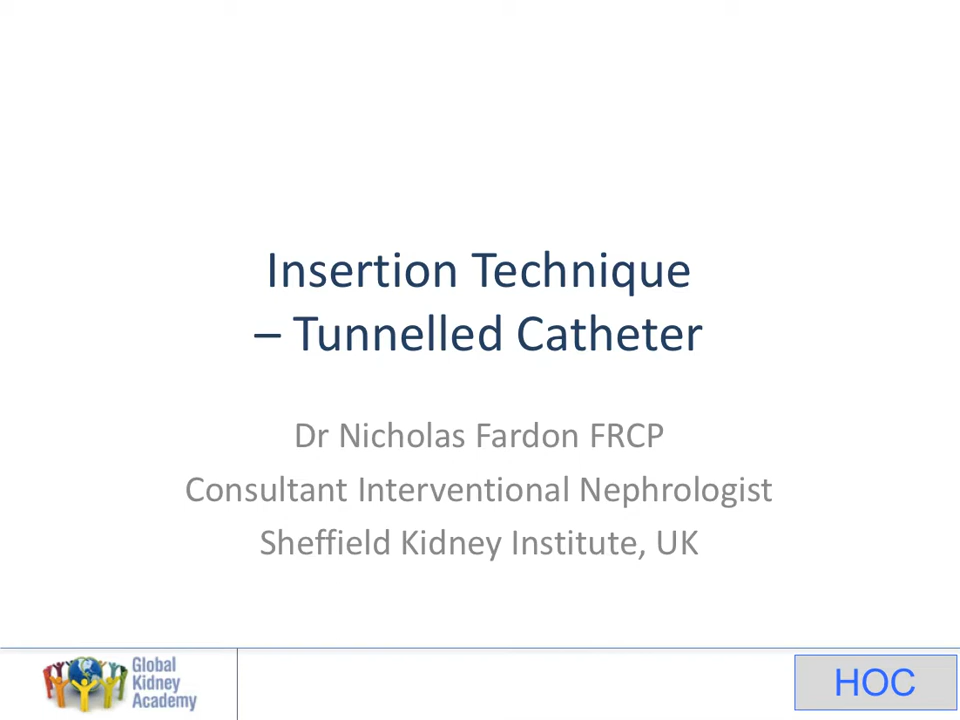 Insertion Technique
– Tunnelled Catheter
Dr Nicholas Fardon FRCP
Consultant Interventional Nephrologist
Sheffield Kidney Institute, UK
Global
Kidney
Academy
HOC